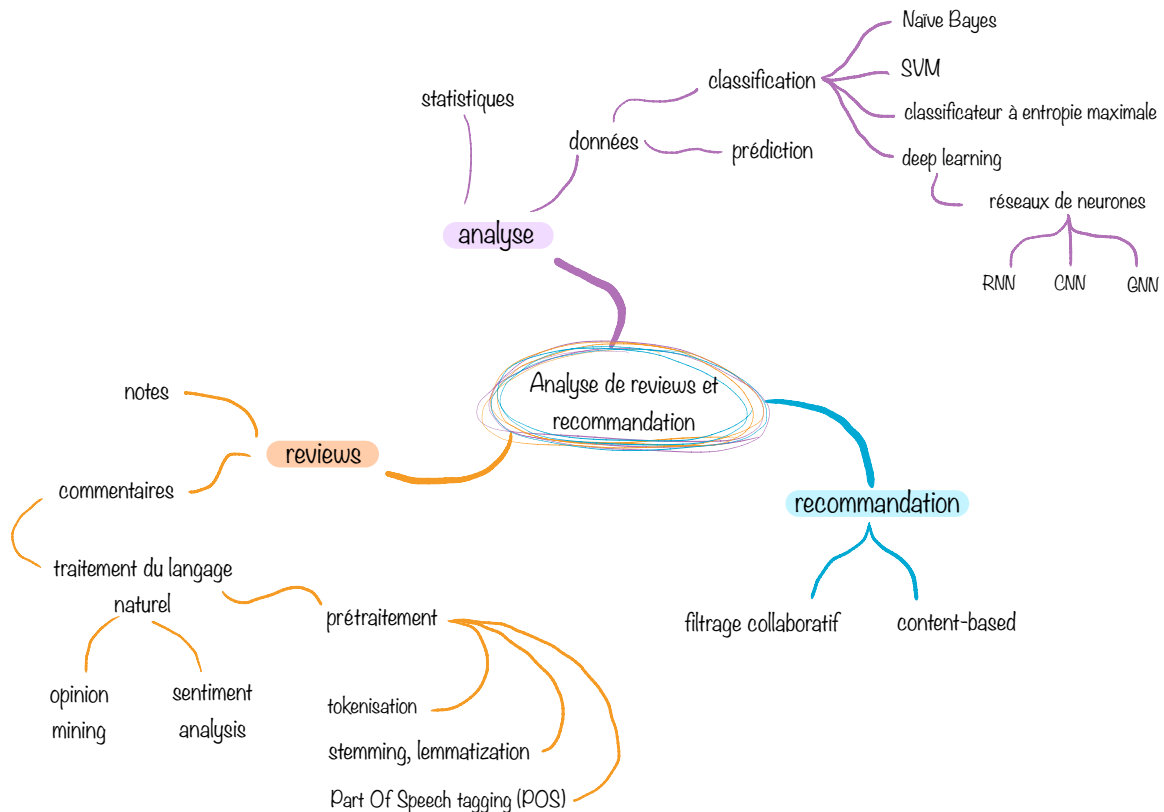 Naïve Bayes
SVM
classification
statistiques
classificateur à entropie maximale
données
prédiction
deep learning
réseaux de neurones
analyse
RNN
CNN
GNN
Analyse de reviews et
recommandation
notes
reviews
commentaires
recommandation
traitement du langage
naturel
prétraitement
filtrage collaboratif
content-based
opinion
mining
sentiment
analysis
tokenisation
stemming, lemmatization
Part Of Speech tagging (POS)